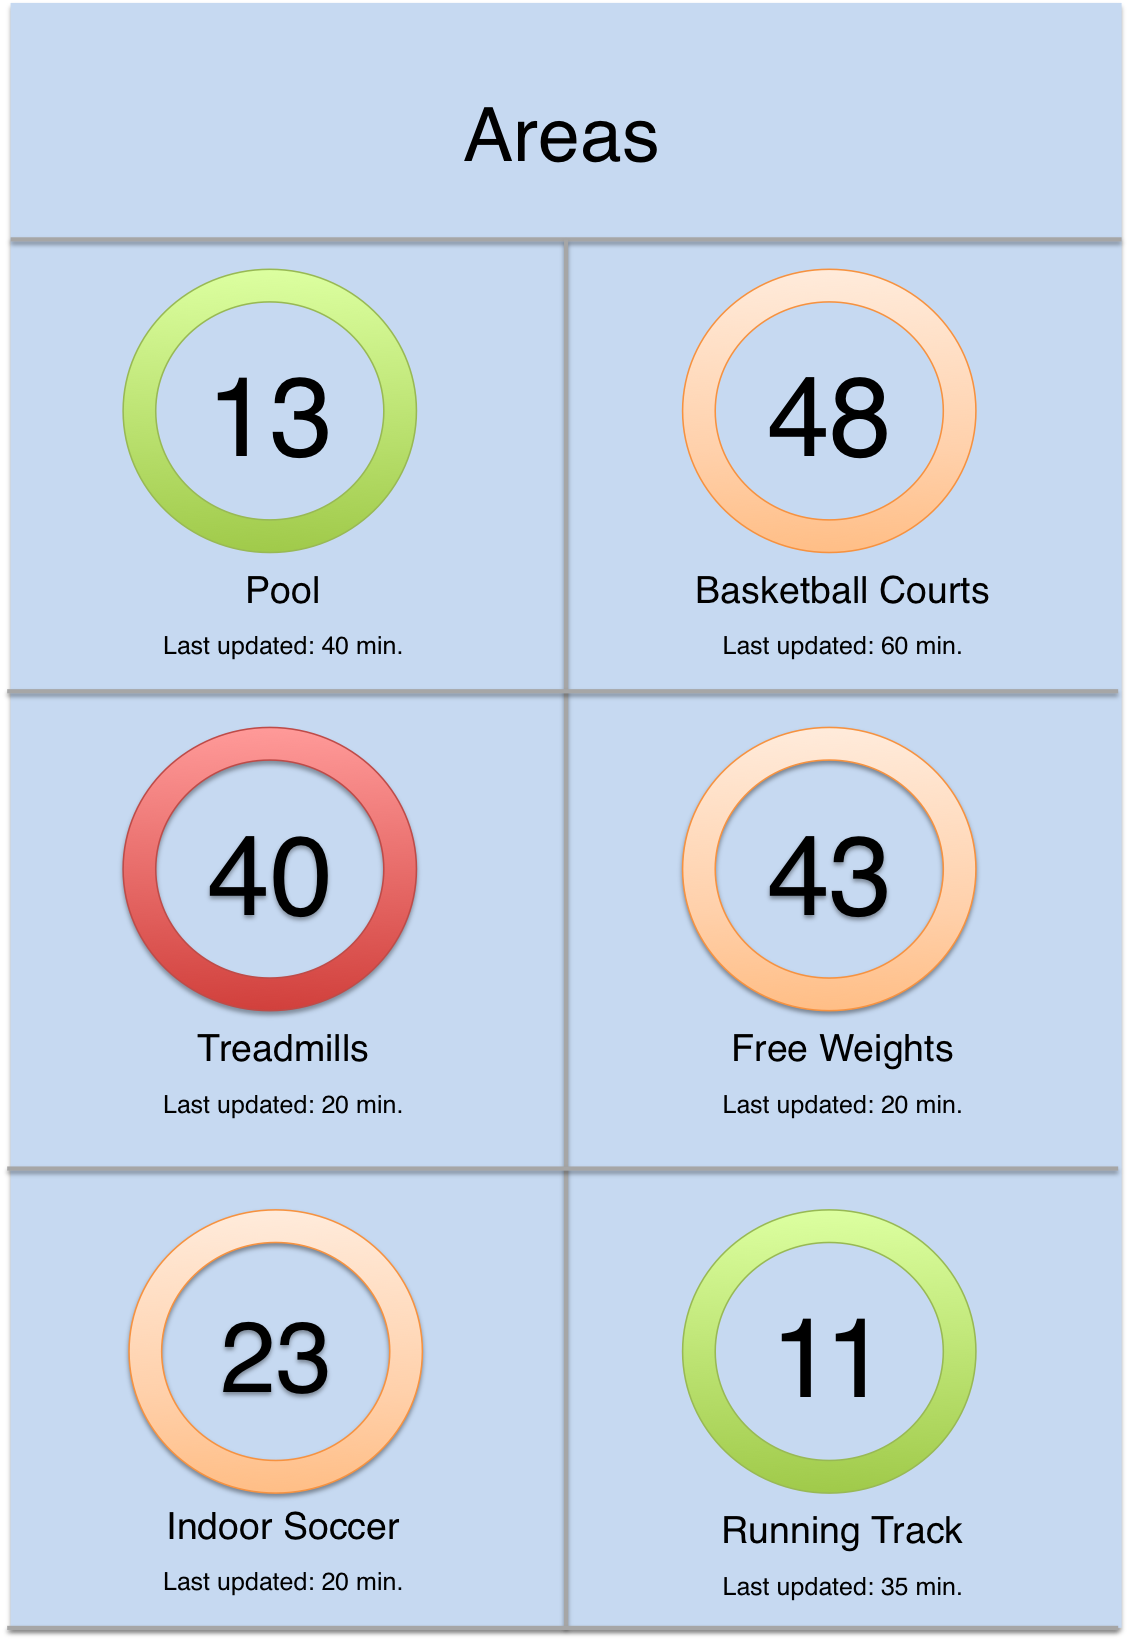 Areas
13
48
Pool
Basketball Courts
Last updated: 40 min.
Last updated: 60 min.
40
43
Treadmills
Free Weights
Last updated: 20 min.
Last updated: 20 min.
23
11
Indoor Soccer
Running Track
Last updated: 20 min.
Last updated: 35 min.